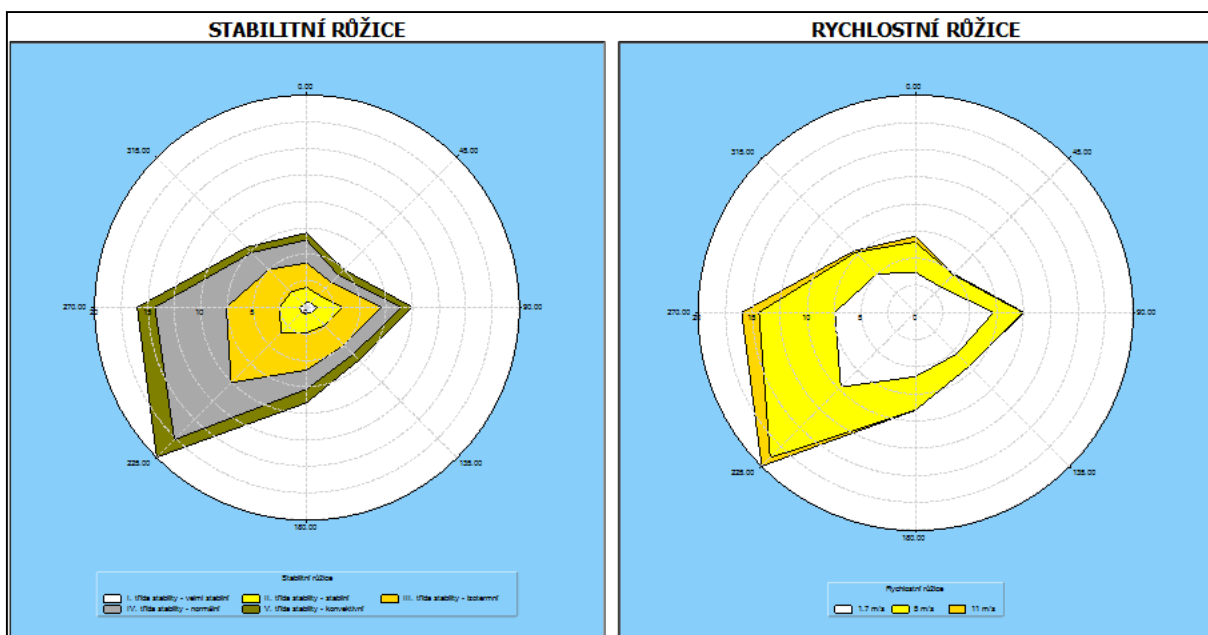 STABILITNÍ RŮŽICE
0.00
315.00 45.00
270.00 20 15 10 5 90.00
225.00 135.00
180.00
Stabilitní růžice
I. třída stability - velmi stabilní II. třída stability - stabilní III. třída stability - izotermní
IV. třída stability - normální V. třída stability - konvektivní
RYCHLOSTNÍ RŮŽICE
0.00
315.00 45.00
270.00 20 15 10 5 0 90.00
225.00 135.00
180.00
Rychlostní růžice
1.7 m/s 5 m/s 11 m/s